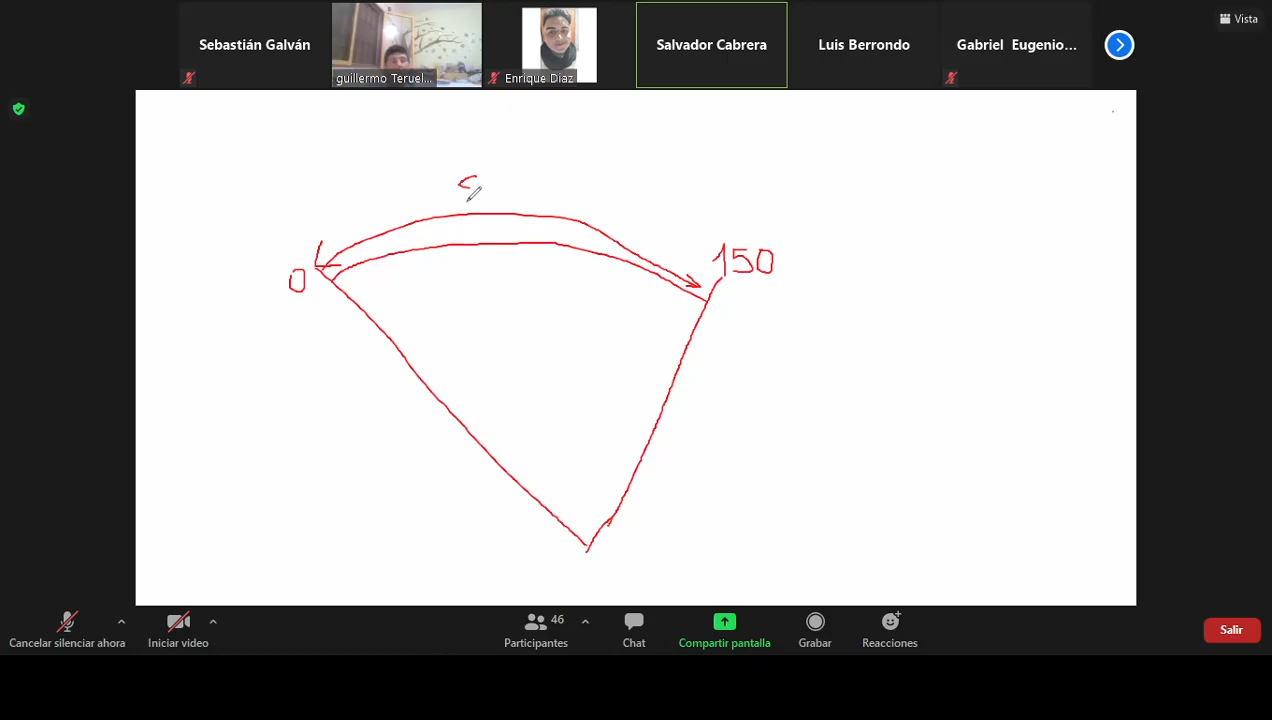 Vista
Sebastián Galván
guillermo Teruel...
Enrique Diaz
Salvador Cabrera
Luis Berrondo
Gabriel Eugenio...
0
150
Cancelar silenciar ahora
Iniciar video
46
Participantes
Chat
Compartir pantalla
Grabar
Reacciones
Salir